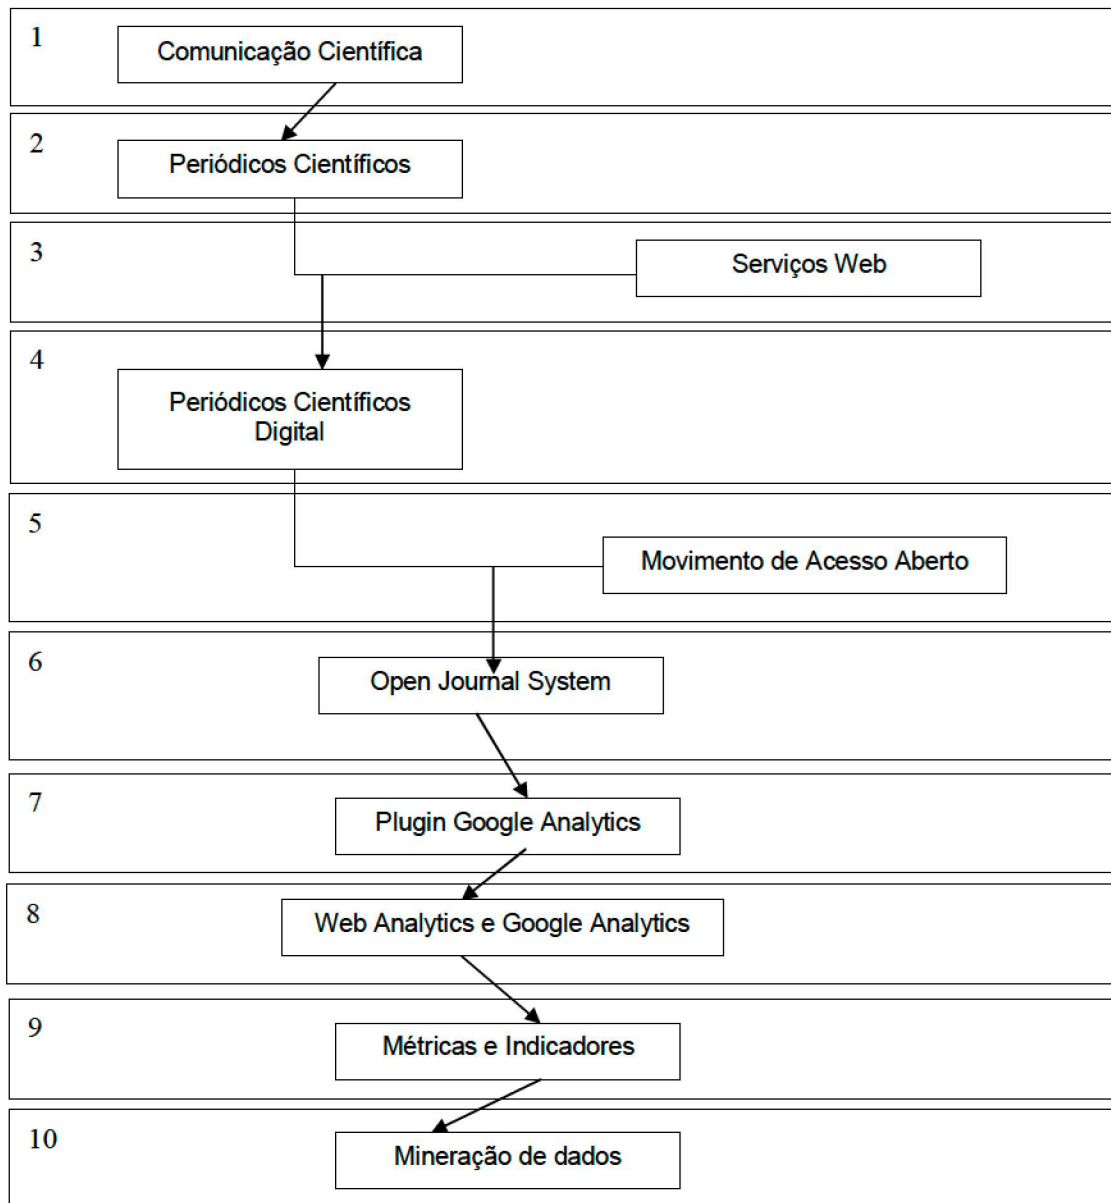 1
Comunicação Científica
2
Periódicos Científicos
3
Serviços Web
4
Periódicos Científicos
Digital
5
Movimento de Acesso Aberto
6
Open Journal System
7
Plugin Google Analytics
8
Web Analytics e Google Analytics
9
Métricas e Indicadores
10
Mineração de dados